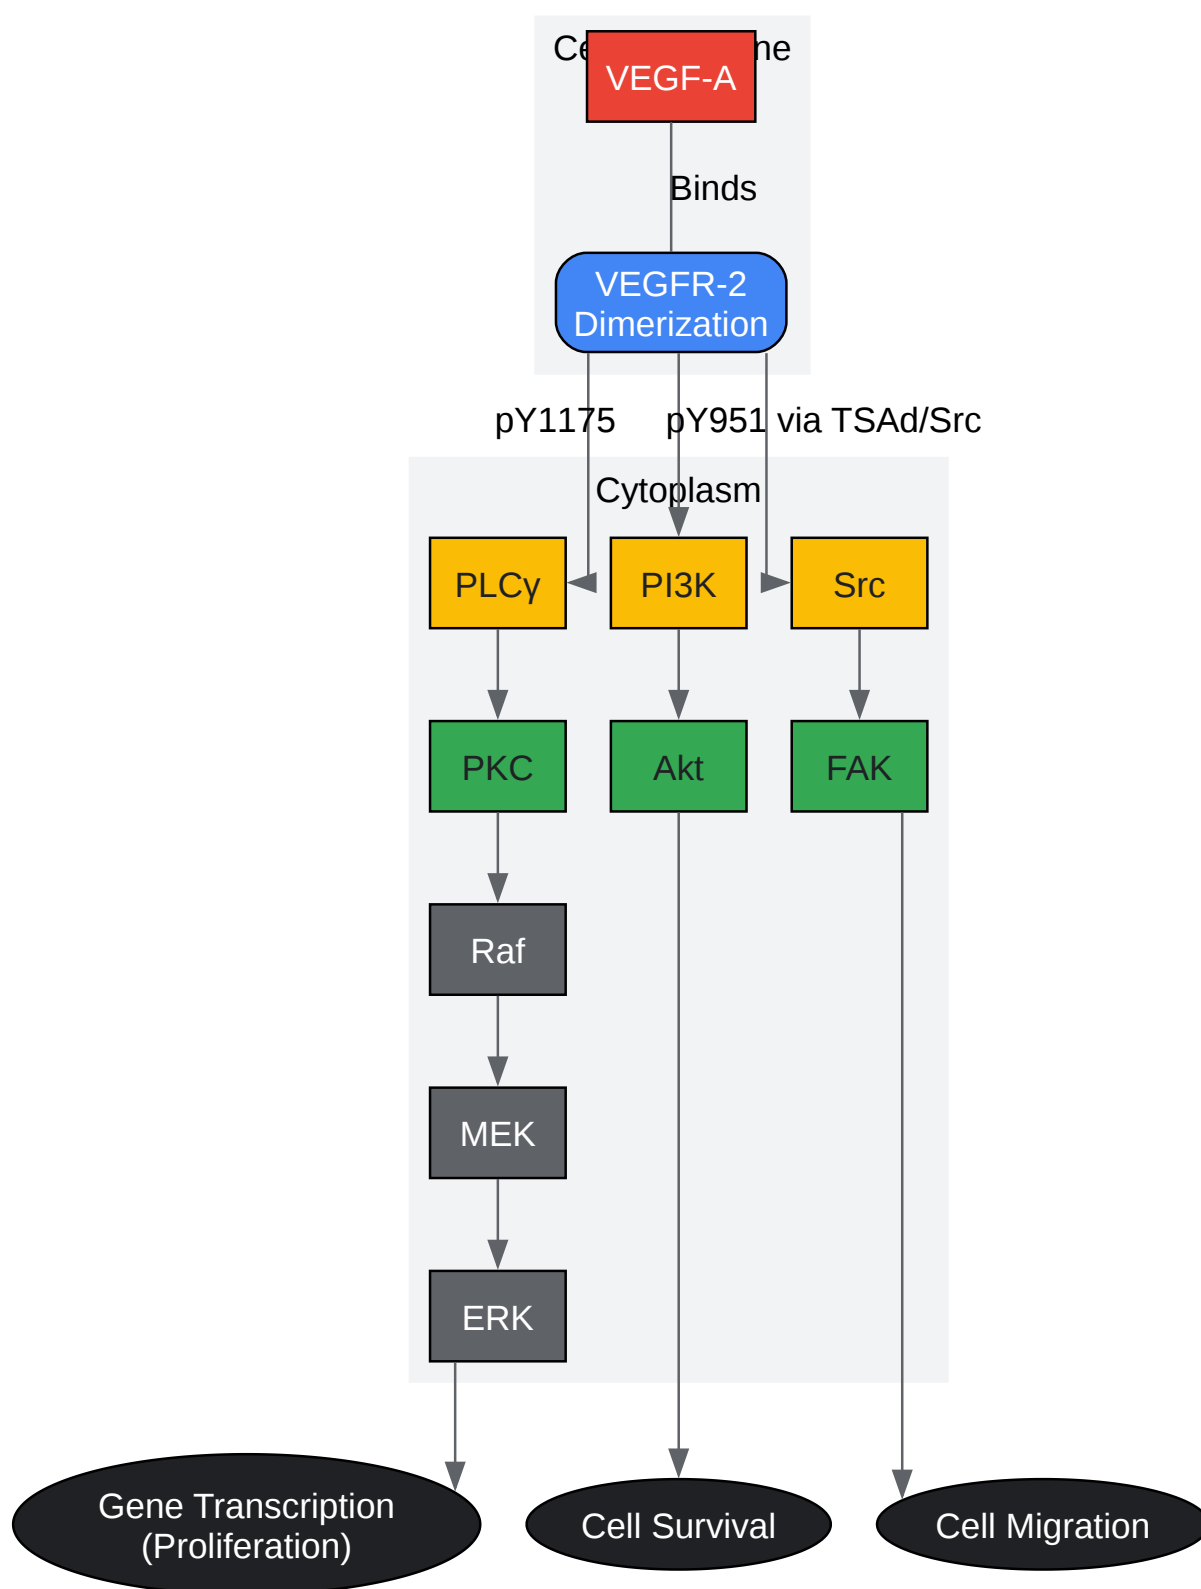 VEGF-A
Binds
VEGFR-2
Dimerization
pY1175
pY951 via TSAd/Src
Cytoplasm
PLCγ
PI3K
Src
PKC
Akt
FAK
Raf
MEK
ERK
Gene Transcription
(Proliferation)
Cell Survival
Cell Migration